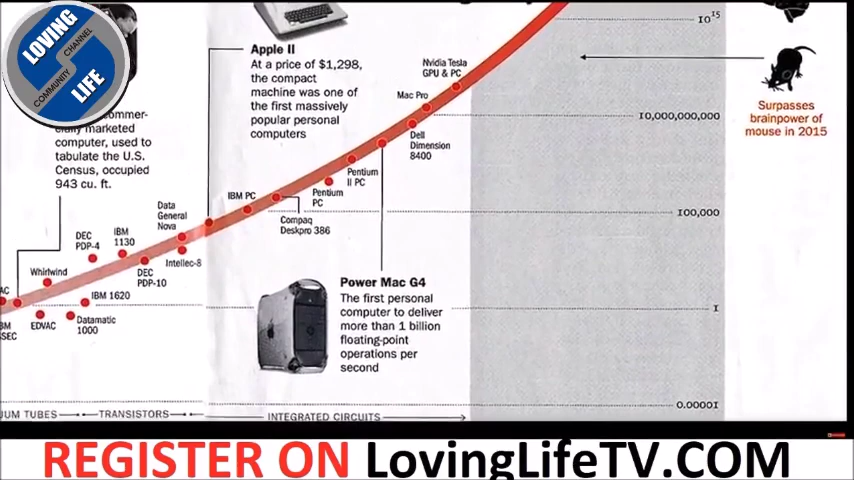 LOVING
CHANNEL
COMMUNITY
LIFE
cially marketed
computer, used to
tabulate the U.S.
Census, occupied
943 cu. ft.
Apple II
At a price of $1,298,
the compact
machine was one of
the first massively
popular personal
computers
Nvidia Tesla
GPU & PC
Mac Pro
Dell
Dimension
8400
Pentium
II PC
Pentium
PC
IBM PC
Compaq
Deskpro 386
Data
General
Nova
Intellec-8
IBM
1130
DEC
PDP-4
DEC
PDP-10
Whirlwind
IBM 1620
EDVAC
Datamatic
1000
AC
SSEC
Power Mac G4
The first personal
computer to deliver
more than 1 billion
floating-point
operations per
second
10¹⁵
10,000,000,000
100,000
1
0.00001
Surpasses
brainpower of
mouse in 2015
UUM TUBES
TRANSISTORS
INTEGRATED CIRCUITS
REGISTER ON LovingLifeTV.COM